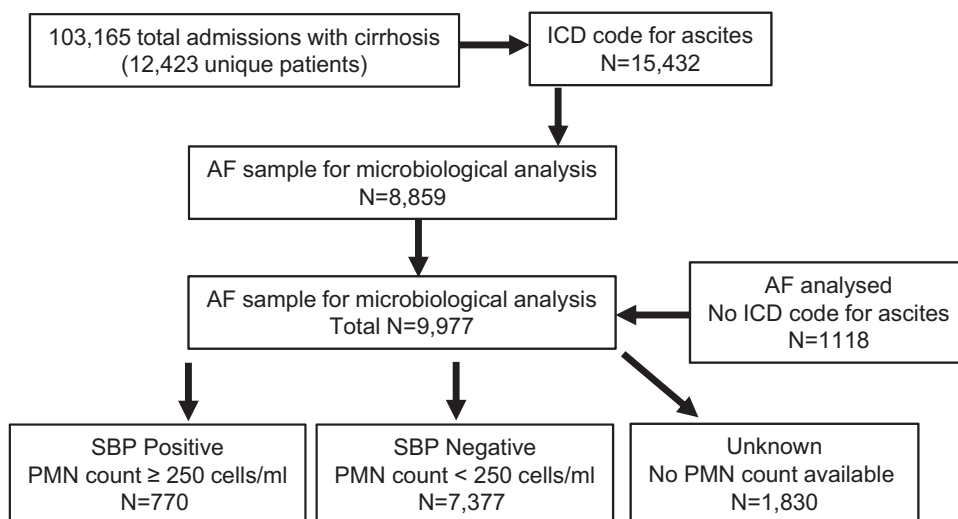 103,165 total admissions with cirrhosis
(12,423 unique patients)
ICD code for ascites
N=15,432
AF sample for microbiological analysis
N=8,859
AF sample for microbiological analysis
Total N=9,977
AF analysed
No ICD code for ascites
N=1118
SBP Positive
PMN count ≥ 250 cells/ml
N=770
SBP Negative
PMN count < 250 cells/ml
N=7,377
Unknown
No PMN count available
N=1,830